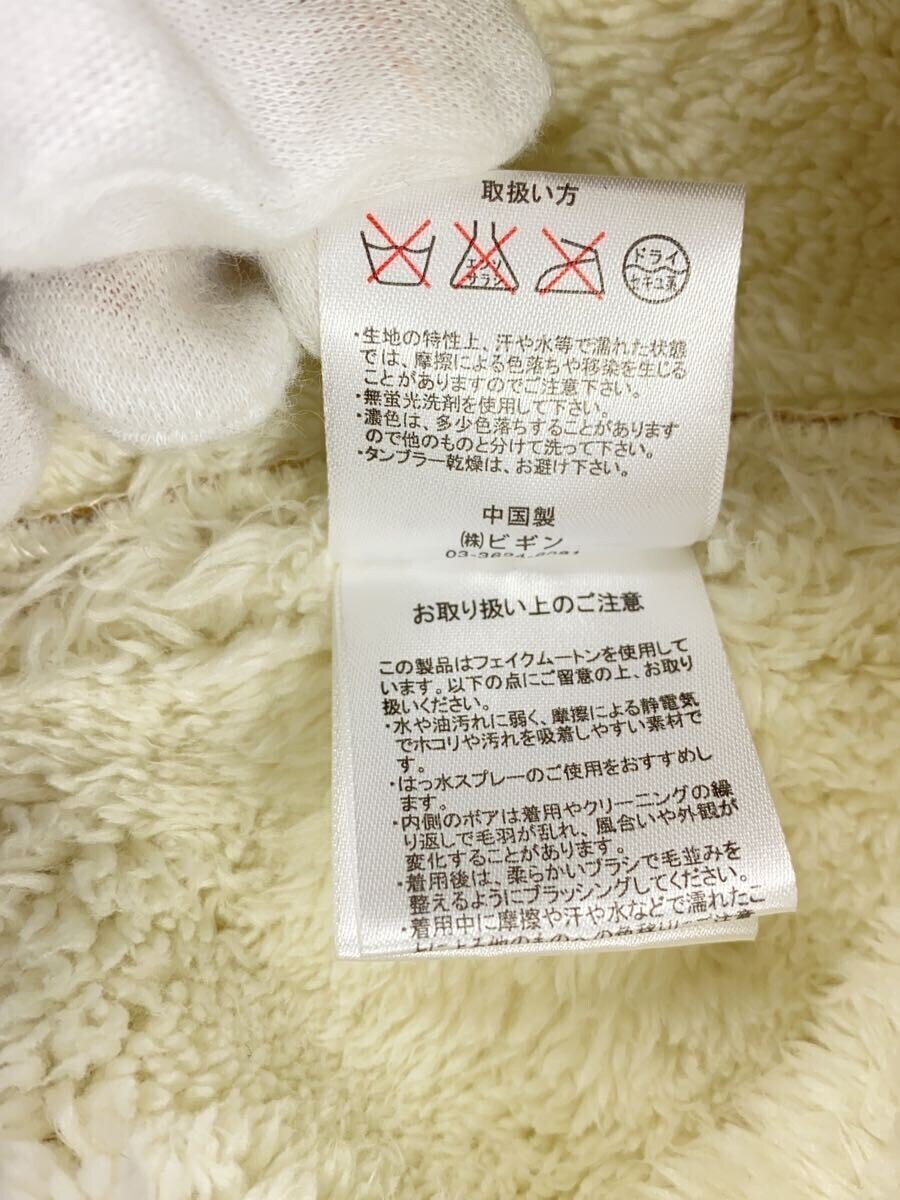 取扱い方
エンソ
サラシ
ドライ
セキユ系
・生地の特性上、汗や水等で濡れた状態
では、摩擦による色落ちや移染を生じる
ことがありますのでご注意下さい。
・無蛍光洗剤を使用して下さい。
・濃色は、多少色落ちすることがあります
ので他のものと分けて洗って下さい。
・タンブラー乾燥は、お避け下さい。
中国製
㈱ビギン
お取り扱い上のご注意
この製品はフェイクムートンを使用して
います。以下の点にご留意の上、お取り
扱いください。
・水や油汚れに弱く、摩擦による静電気
でホコリや汚れを吸着しやすい素材で
す。
・はっ水スプレーのご使用をおすすめし
ます。
・内側のボアは着用やクリーニングの繰
り返しで毛羽が乱れ、風合いや外観が
変化することがあります。
・着用後は、柔らかいブラシで毛並みを
整えるようにブラッシングしてください。
・着用中に摩擦や汗や水などで濡れたこ